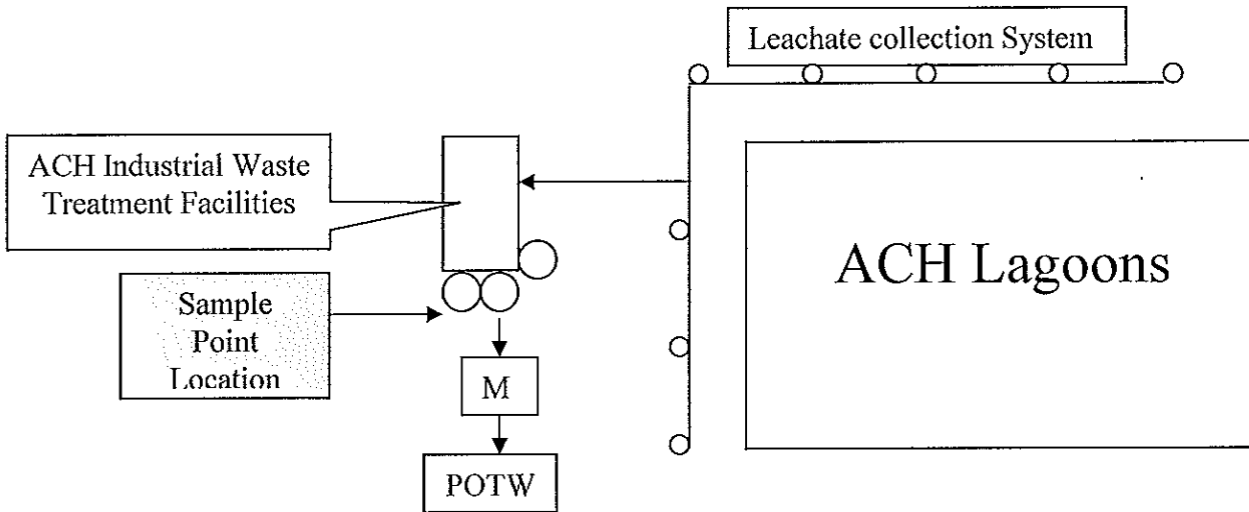 Leachate collection System
ACH Industrial Waste
Treatment Facilities
ACH Lagoons
Sample
Point
Location
M
POTW